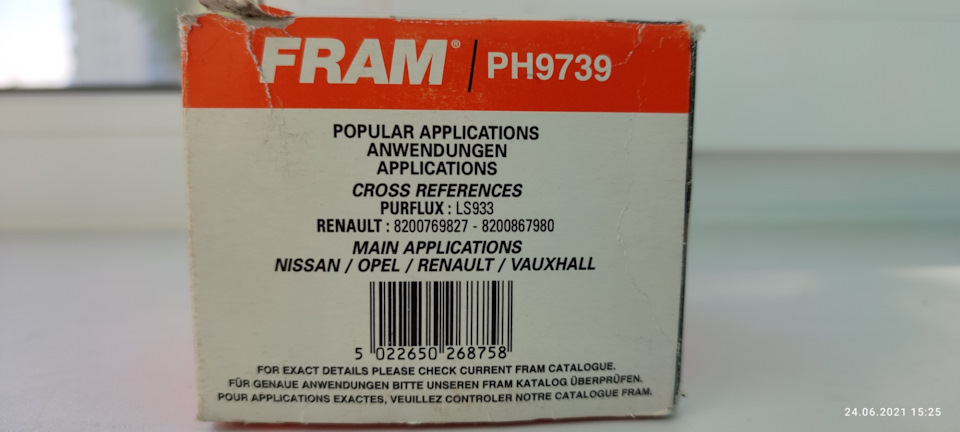 FRAM® / PH9739
POPULAR APPLICATIONS
ANWENDUNGEN
APPLICATIONS
CROSS REFERENCES
PURFLUX : LS933
RENAULT : 8200769827 - 8200867980
MAIN APPLICATIONS
NISSAN / OPEL / RENAULT / VAUXHALL
5 022650 268758
FOR EXACT DETAILS PLEASE CHECK CURRENT FRAM CATALOGUE.
FÜR GENAUE ANWENDUNGEN BITTE UNSEREN FRAM KATALOG ÜBERPRÜFEN.
POUR APPLICATIONS EXACTES, VEUILLEZ CONTROLER NOTRE CATALOGUE FRAM.
24.06.2021 15:25